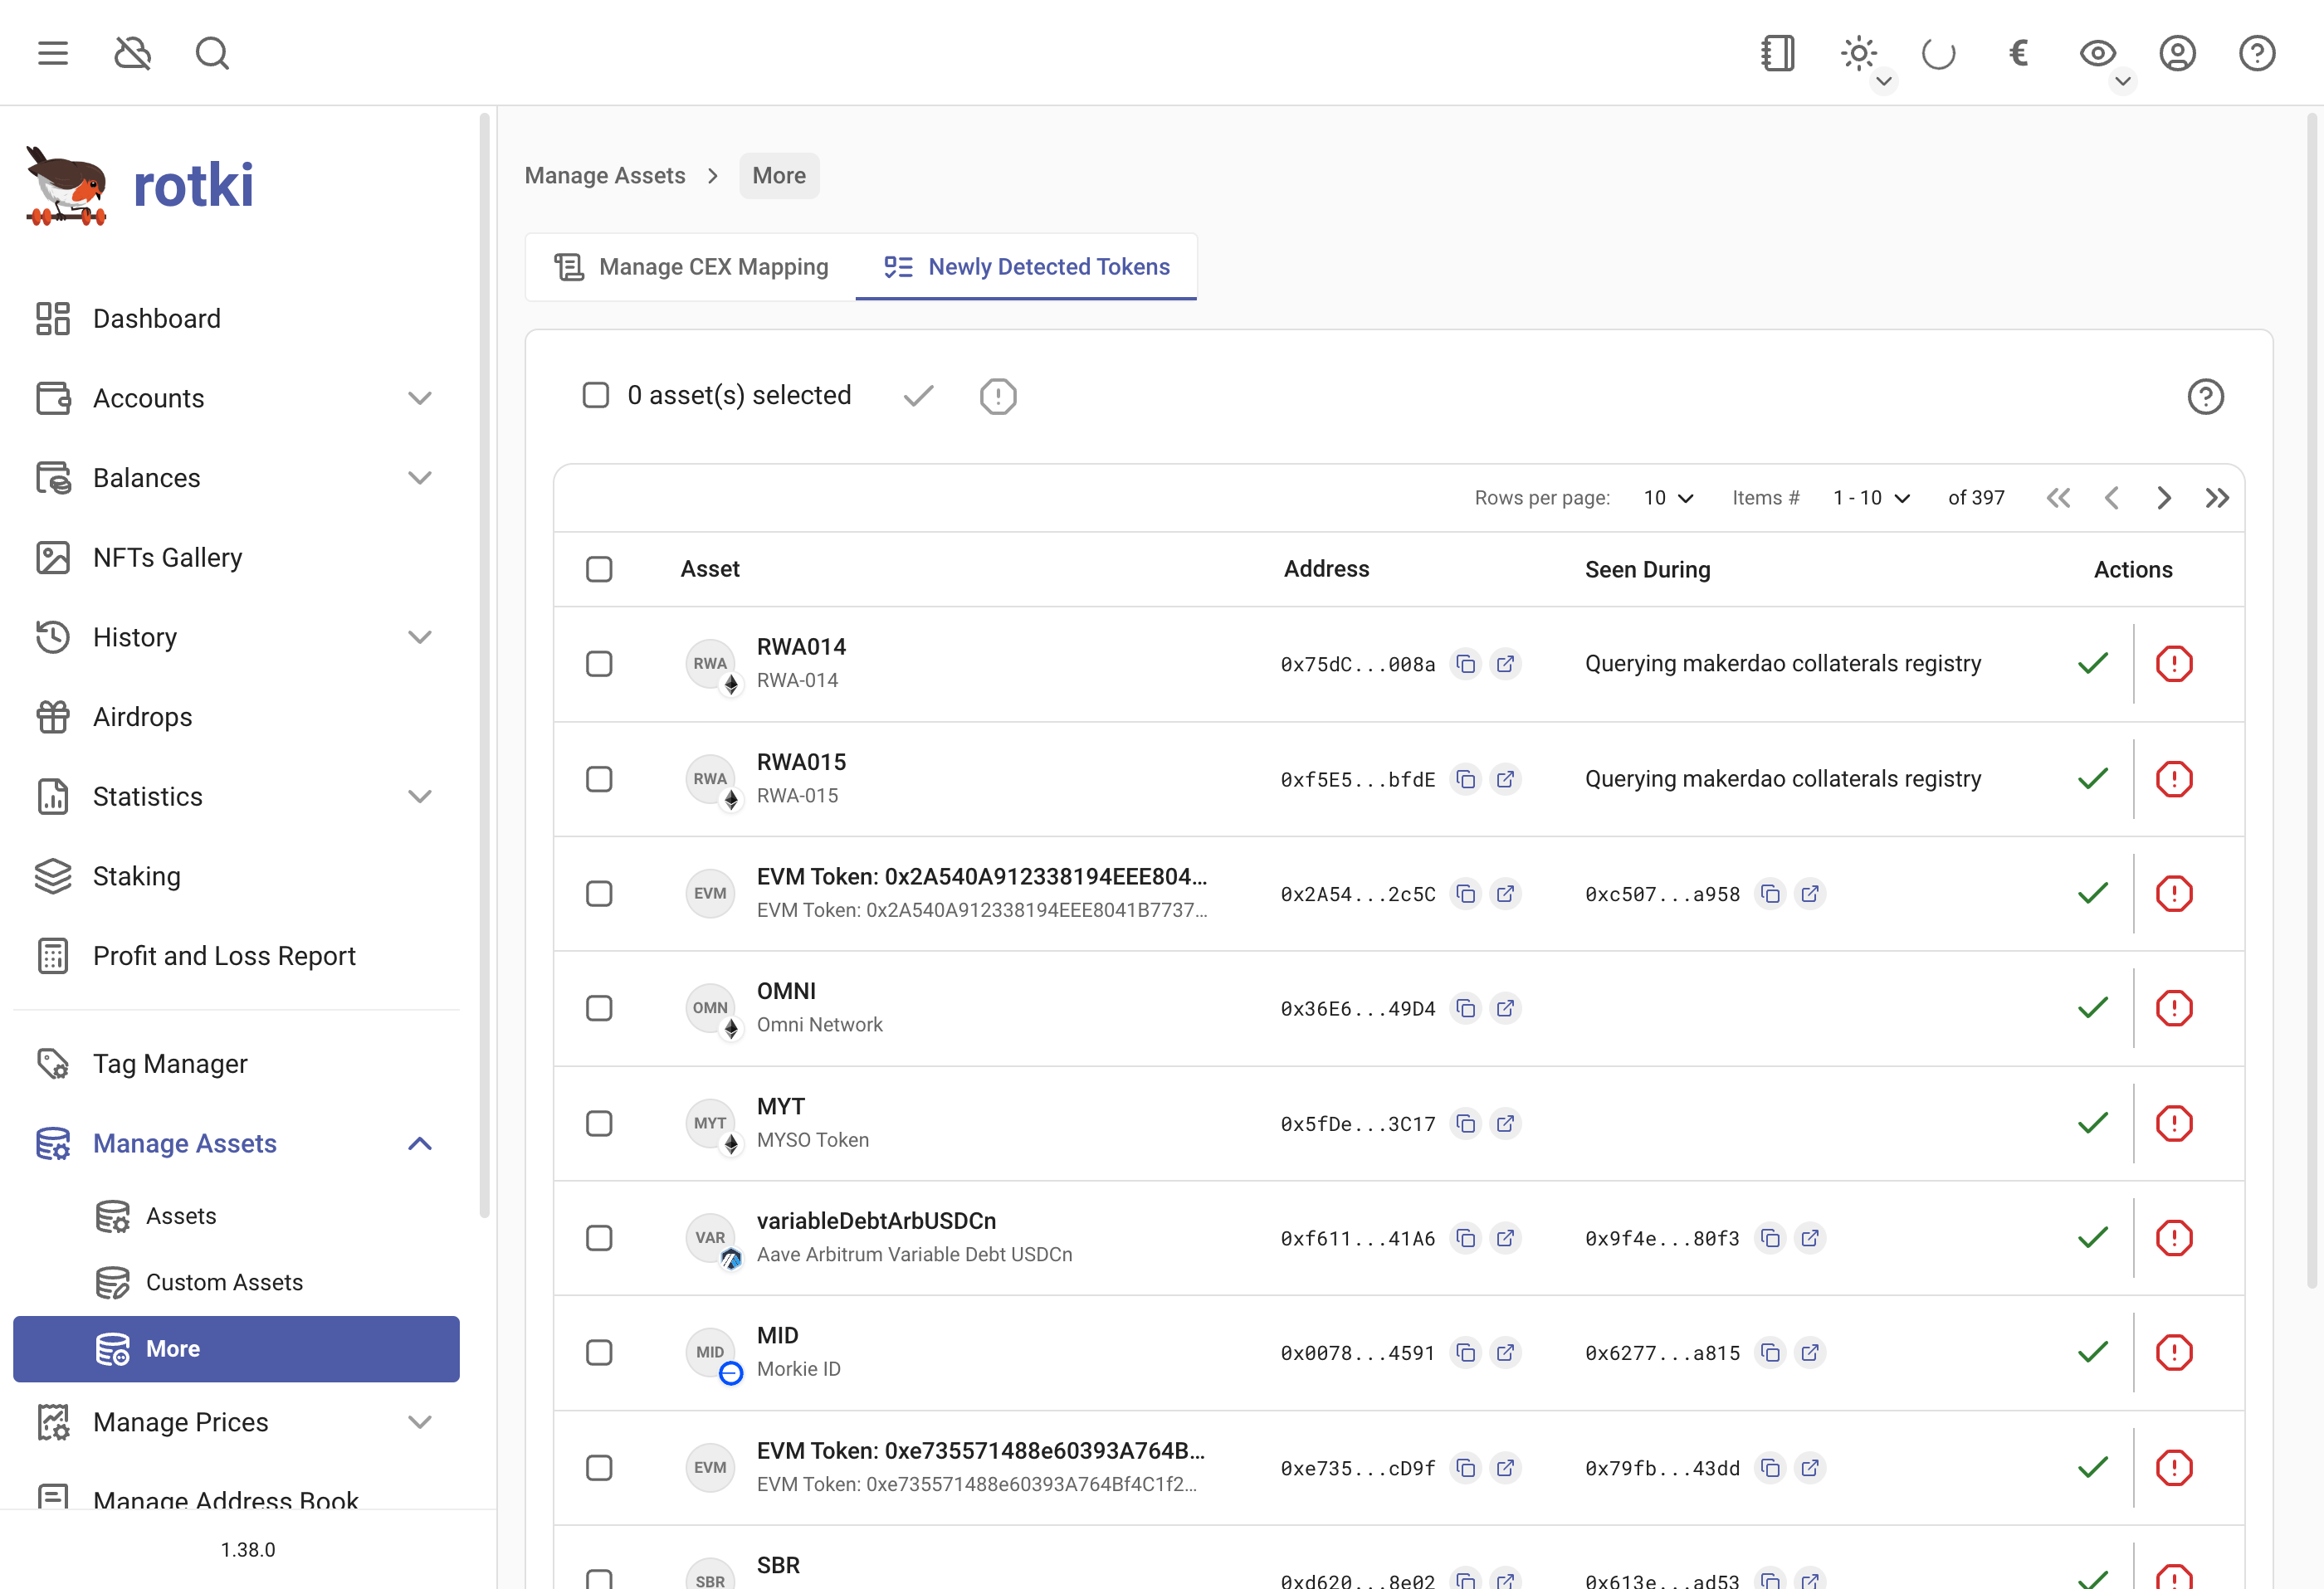 €
rotki
Dashboard
Accounts
Balances
NFTs Gallery
History
Airdrops
Statistics
Staking
Profit and Loss Report
Tag Manager
Manage Assets
Assets
Custom Assets
More
Manage Prices
Manage Address Book
1.38.0
Manage Assets > More
Manage CEX Mapping
Newly Detected Tokens
0 asset(s) selected
Rows per page: 10 Items # 1 - 10 of 397
Asset Address Seen During Actions
RWA RWA014
RWA-014
0x75dC...008a Querying makerdao collaterals registry
RWA RWA015
RWA-015
0xf5E5...bfdE Querying makerdao collaterals registry
EVM EVM Token: 0x2A540A912338194EEE804...
EVM Token: 0x2A540A912338194EEE8041B7737...
0x2A54...2c5C 0xc507...a958
OMN OMNI
Omni Network
0x36E6...49D4
MYT MYT
MYSO Token
0x5fDe...3C17
VAR variableDebtArbUSDCn
Aave Arbitrum Variable Debt USDCn
0xf611...41A6 0x9f4e...80f3
MID MID
Morkie ID
0x0078...4591 0x6277...a815
EVM EVM Token: 0xe735571488e60393A764B...
EVM Token: 0xe735571488e60393A764Bf4C1f2...
0xe735...cD9f 0x79fb...43dd
SBR SBR
0xd620...8e02 0x613e...ad53